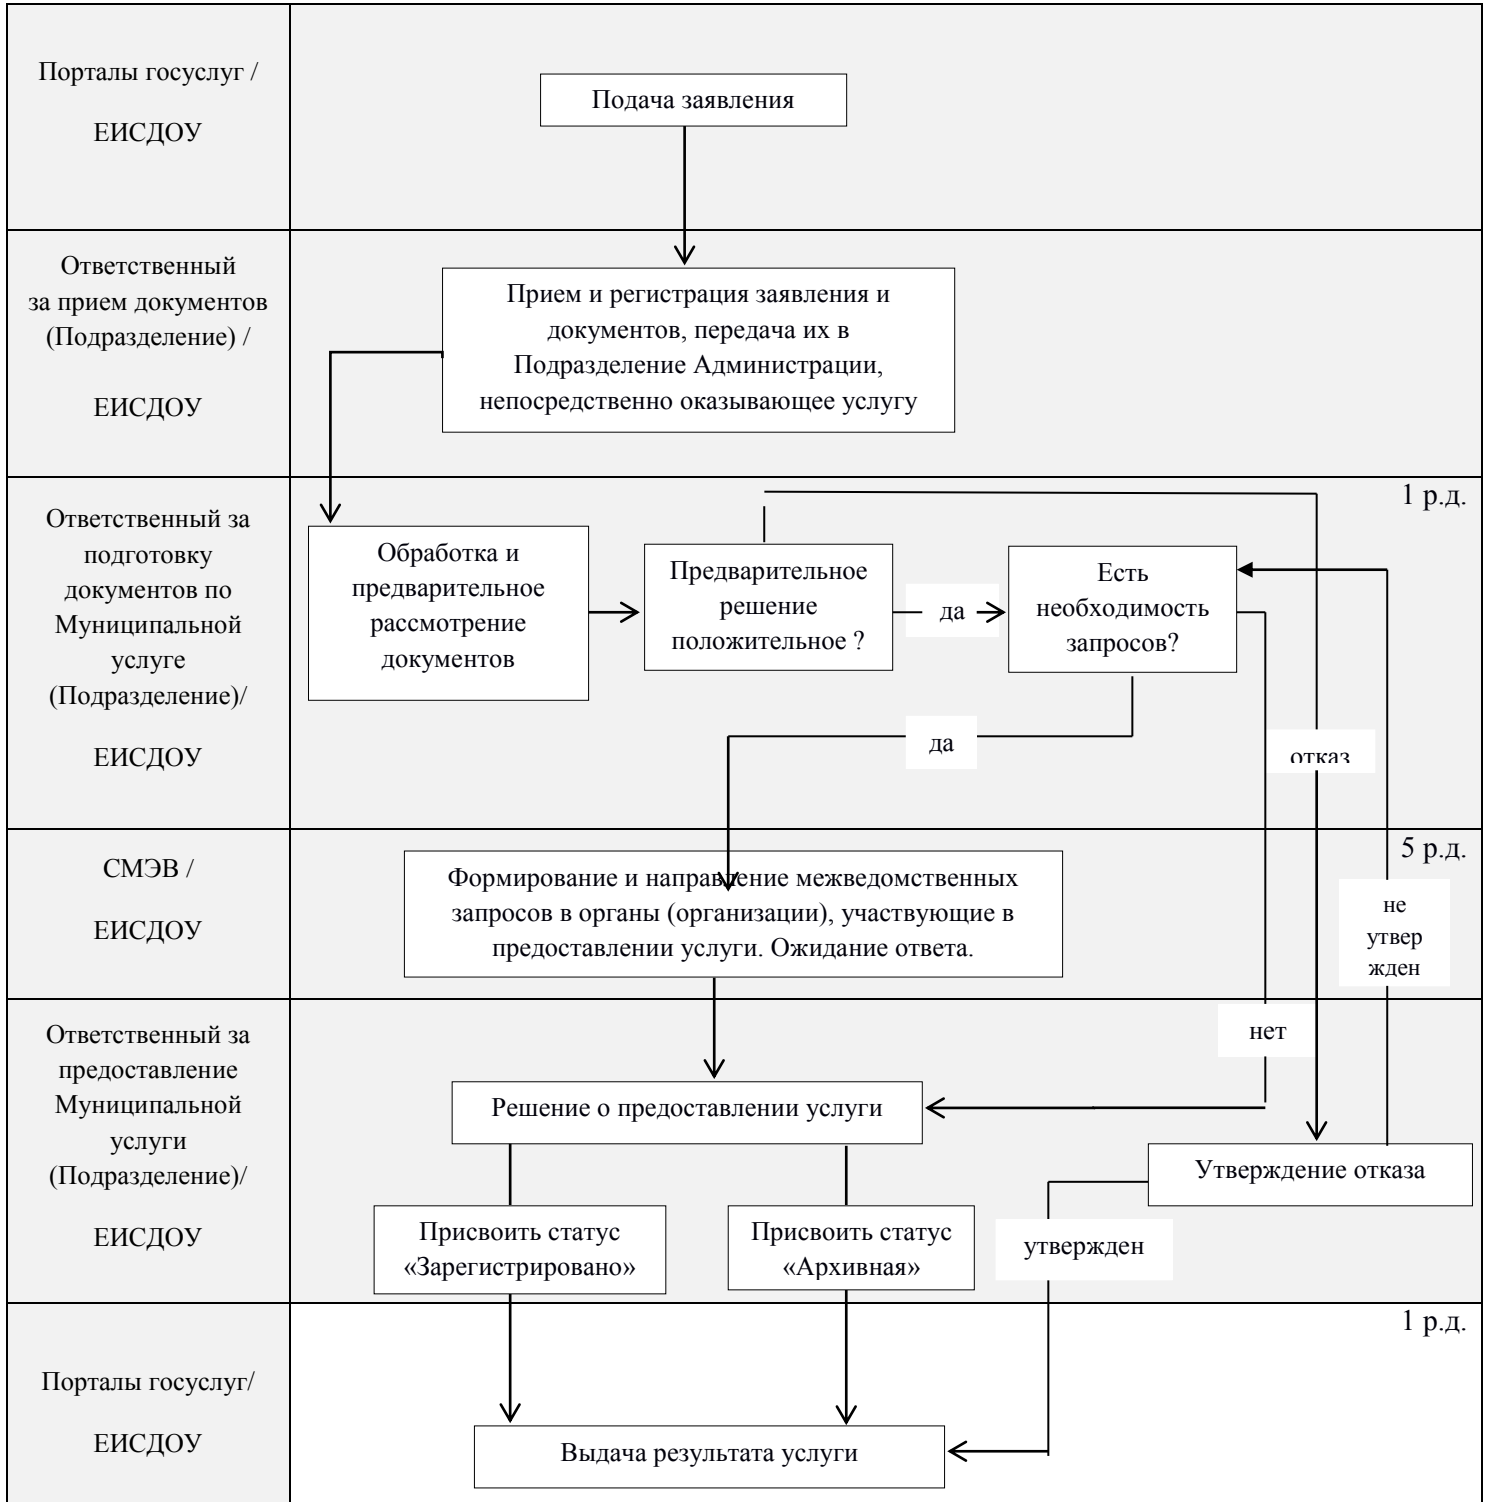 Порталы госуслуг /
ЕИСДОУ
Подача заявления
Ответственный
за прием документов
(Подразделение) /
ЕИСДОУ
Прием и регистрация заявления и
документов, передача их в
Подразделение Администрации,
непосредственно оказывающее услугу
Ответственный за
подготовку
документов по
Муниципальной
услуге
(Подразделение)/
ЕИСДОУ
1 р.д.
Обработка и
предварительное
рассмотрение
документов
Предварительное
решение
положительное ?
да
Есть
необходимость
запросов?
да
отказ
СМЭВ /
ЕИСДОУ
5 р.д.
Формирование и направление межведомственных
запросов в органы (организации), участвующие в
предоставлении услуги. Ожидание ответа.
не
утвер
жден
Ответственный за
предоставление
Муниципальной
услуги
(Подразделение)/
ЕИСДОУ
нет
Решение о предоставлении услуги
Утверждение отказа
Присвоить статус
«Зарегистрировано»
Присвоить статус
«Архивная»
утвержден
1 р.д.
Порталы госуслуг/
ЕИСДОУ
Выдача результата услуги